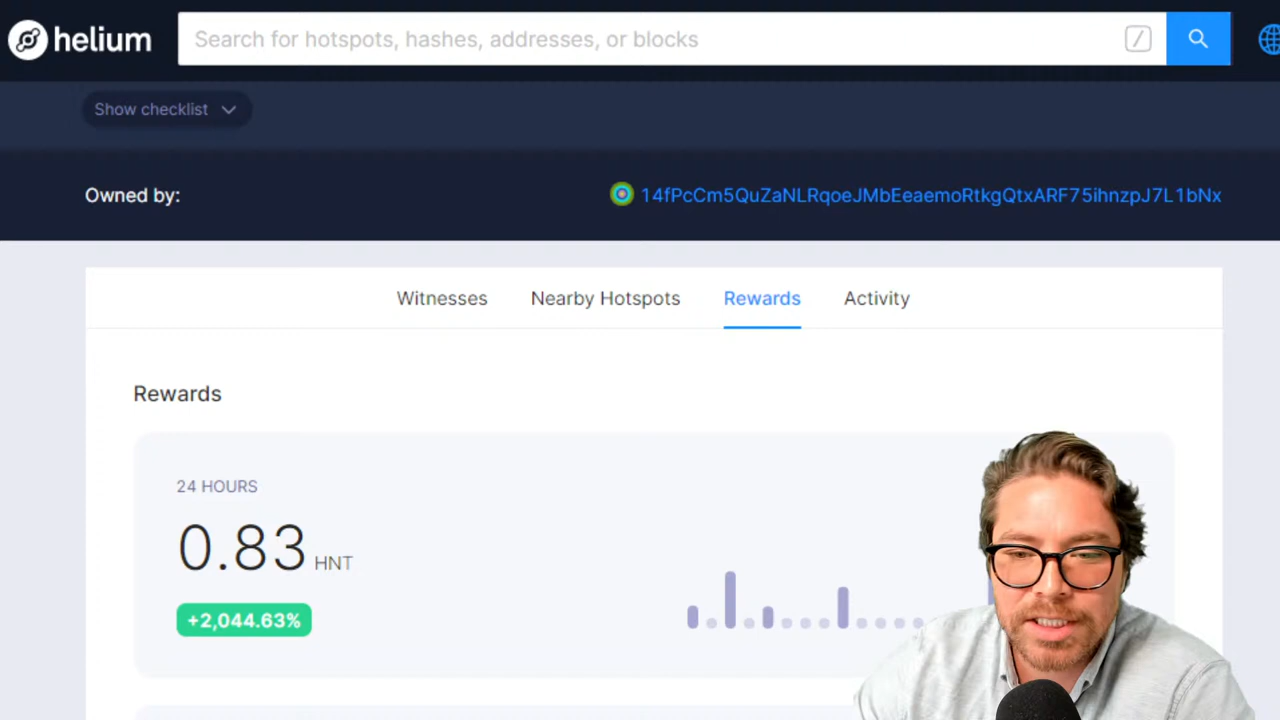 helium
Search for hotspots, hashes, addresses, or blocks
/
Show checklist
Owned by:
14fPcCm5QuZaNLRqoeJMbEeaemoRtkgQtxARF75ihnzpJ7L1bNx
Witnesses
Nearby Hotspots
Rewards
Activity
Rewards
24 HOURS
0.83 HNT
+2,044.63%